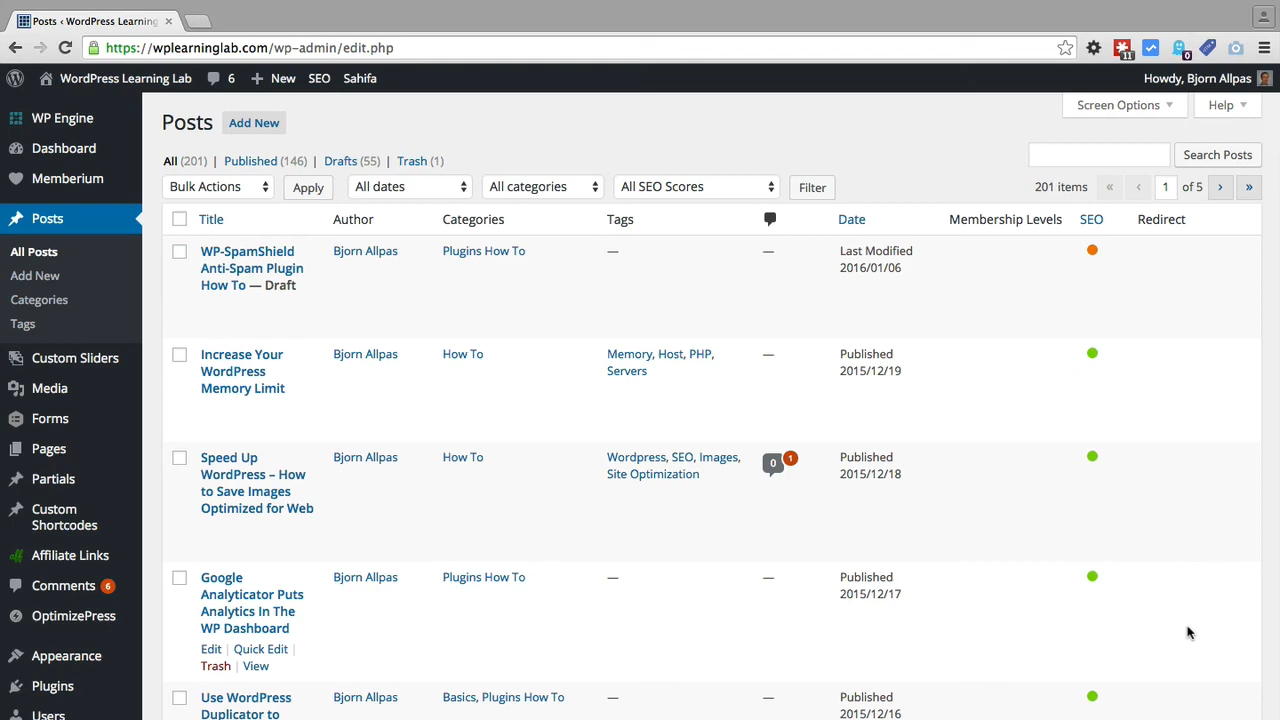 Posts ‹ WordPress Learning
https://wplearninglab.com/wp-admin/edit.php
11
0
WordPress Learning Lab 6 New SEO Sahifa
Howdy, Bjorn Allpas
WP Engine
Dashboard
Memberium
Posts
All Posts
Add New
Categories
Tags
Custom Sliders
Media
Forms
Pages
Partials
Custom
Shortcodes
Affiliate Links
Comments 6
OptimizePress
Appearance
Plugins
Users
Screen Options
Help
Posts Add New
All (201) | Published (146) | Drafts (55) | Trash (1)
Search Posts
Bulk Actions Apply All dates All categories All SEO Scores Filter
201 items « ‹ 1 of 5 › »
Title Author Categories Tags Date Membership Levels SEO Redirect
WP-SpamShield
Anti-Spam Plugin
How To — Draft
Bjorn Allpas
Plugins How To
—
—
Last Modified
2016/01/06
Increase Your
WordPress
Memory Limit
Bjorn Allpas
How To
Memory, Host, PHP,
Servers
—
Published
2015/12/19
Speed Up
WordPress – How
to Save Images
Optimized for Web
Bjorn Allpas
How To
Wordpress, SEO, Images,
Site Optimization
0 1
Published
2015/12/18
Google
Analyticator Puts
Analytics In The
WP Dashboard
Edit | Quick Edit |
Trash | View
Bjorn Allpas
Plugins How To
—
—
Published
2015/12/17
Use WordPress
Duplicator to
Bjorn Allpas
Basics, Plugins How To
—
—
Published
2015/12/16